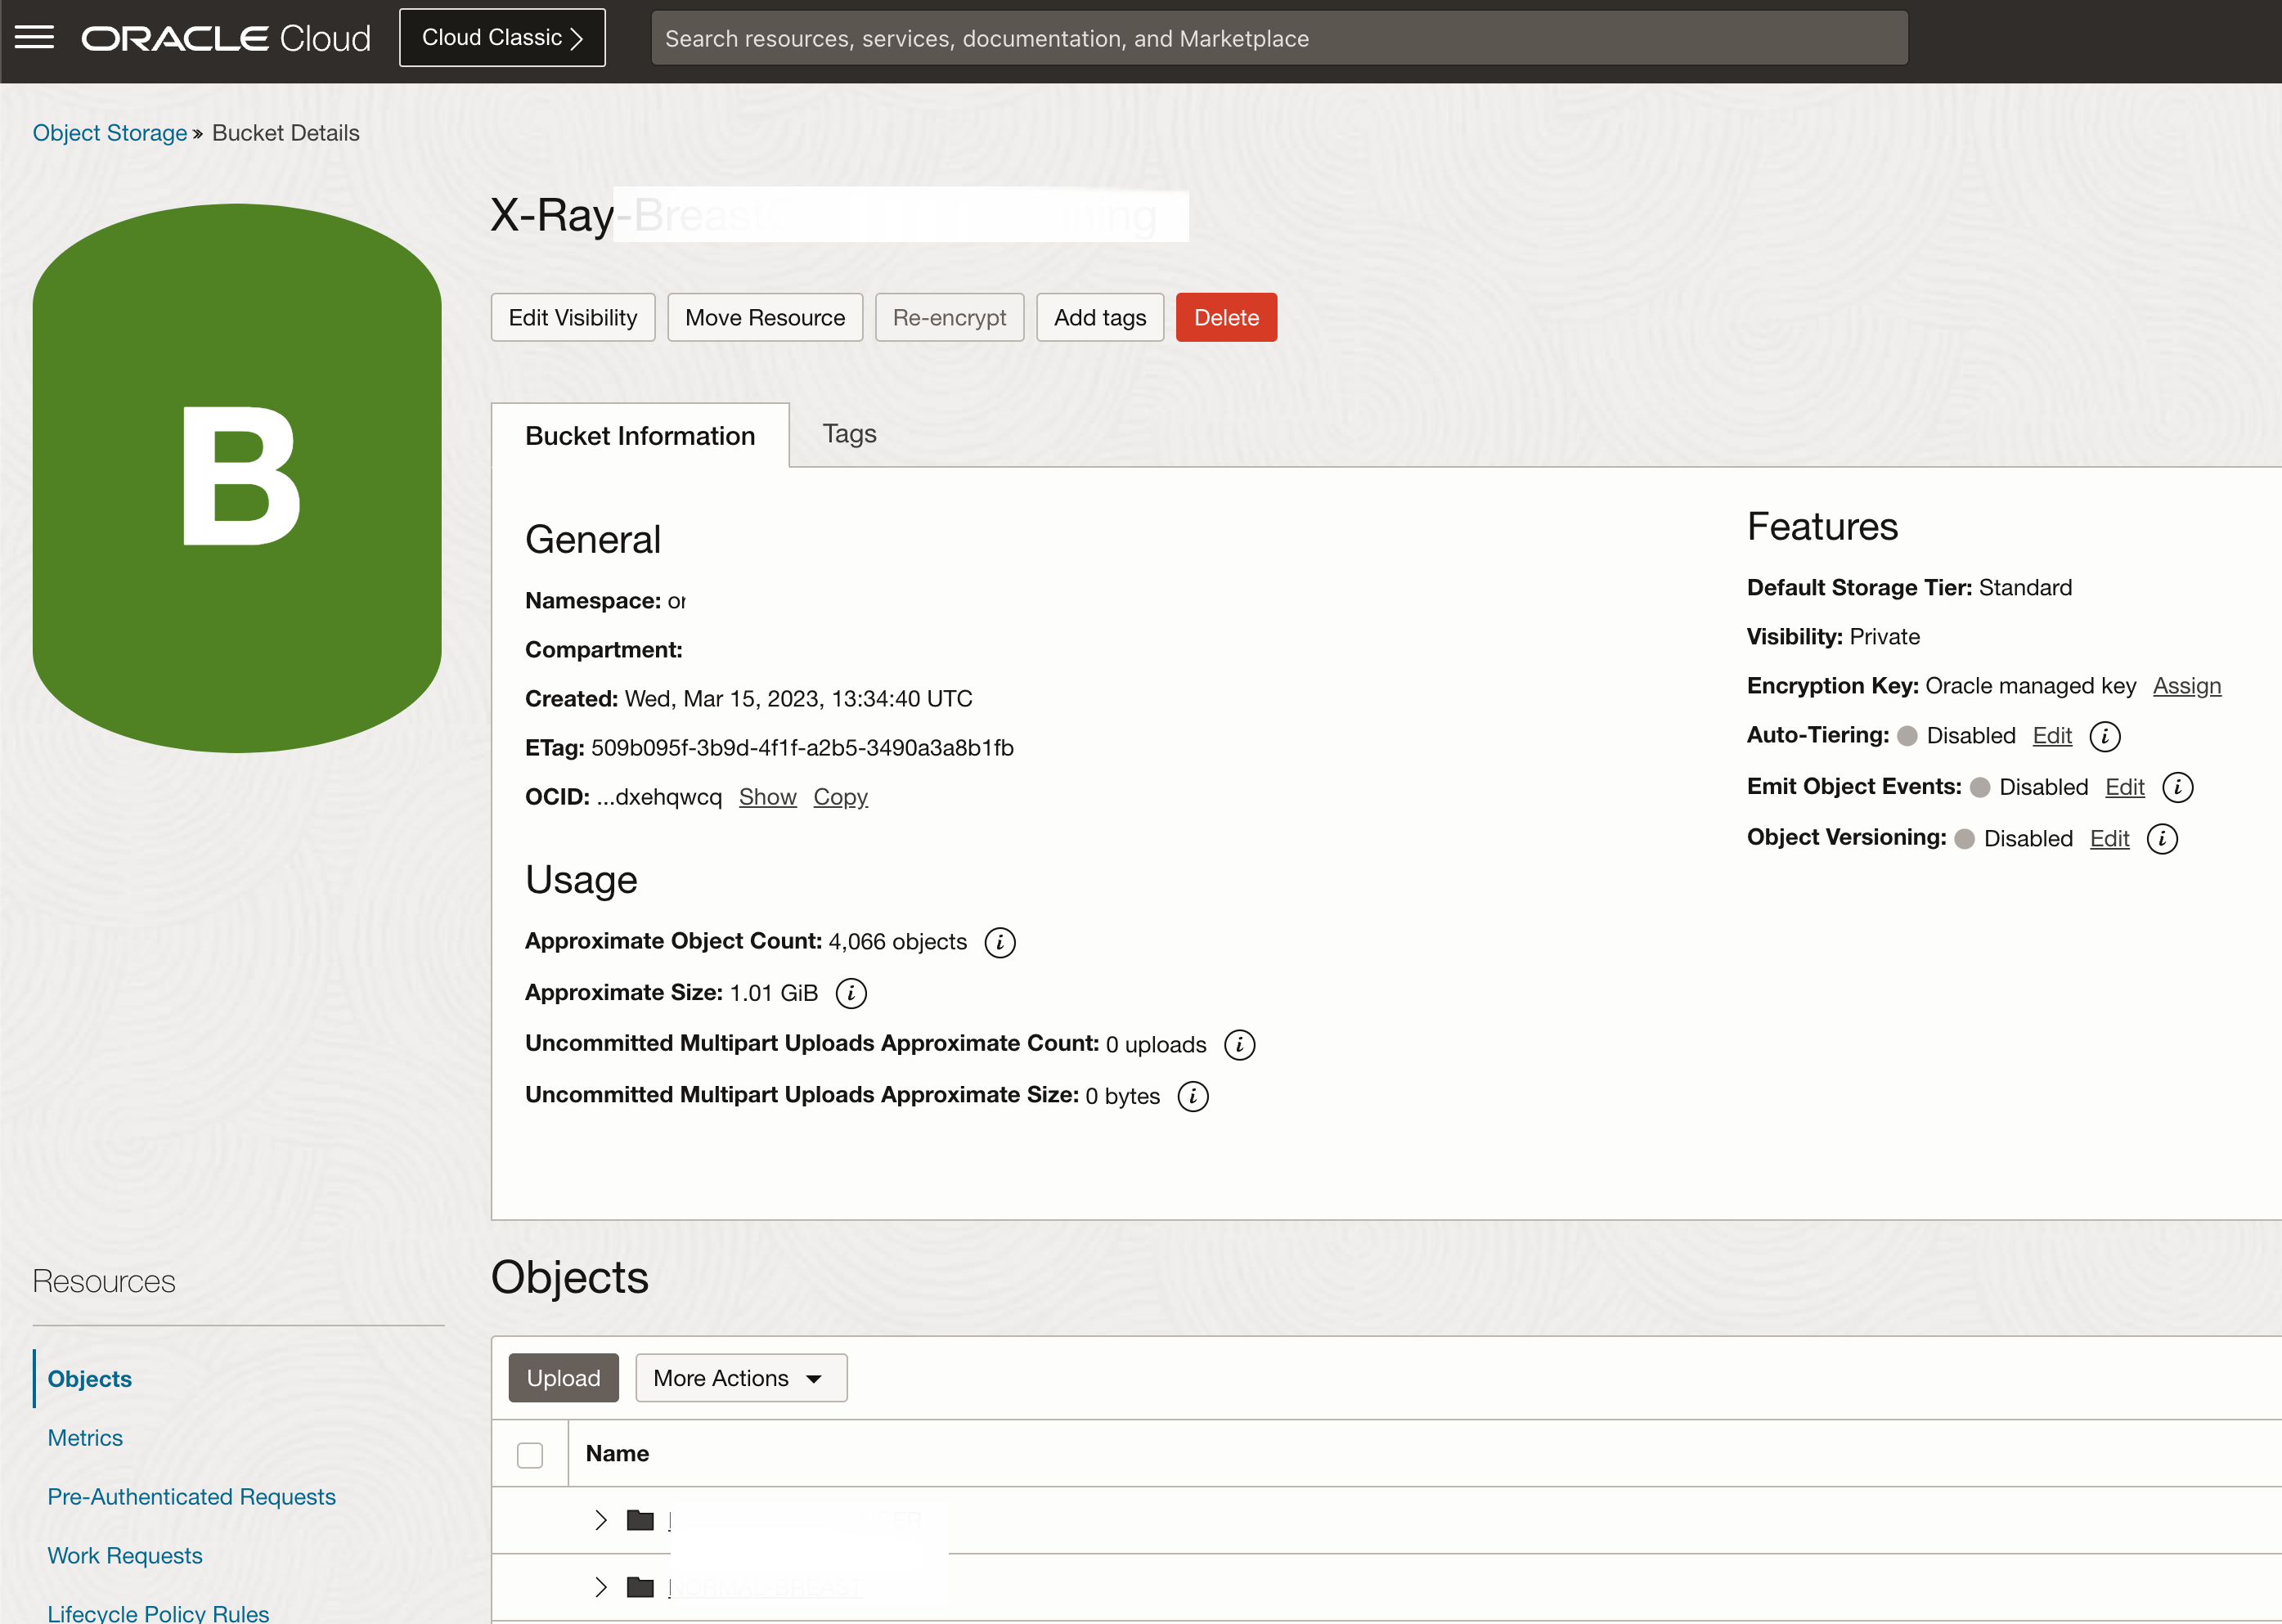 ORACLE Cloud
Cloud Classic
Search resources, services, documentation, and Marketplace
Object Storage » Bucket Details
X-Ray
Edit Visibility
Move Resource
Re-encrypt
Add tags
Delete
B
Bucket Information
Tags
General
Namespace: or
Compartment:
Created: Wed, Mar 15, 2023, 13:34:40 UTC
ETag: 509b095f-3b9d-4f1f-a2b5-3490a3a8b1fb
OCID: ...dxehqwcq Show Copy
Usage
Approximate Object Count: 4,066 objects
Approximate Size: 1.01 GiB
Uncommitted Multipart Uploads Approximate Count: 0 uploads
Uncommitted Multipart Uploads Approximate Size: 0 bytes
Features
Default Storage Tier: Standard
Visibility: Private
Encryption Key: Oracle managed key Assign
Auto-Tiering: Disabled Edit
Emit Object Events: Disabled Edit
Object Versioning: Disabled Edit
Resources
Objects
Metrics
Pre-Authenticated Requests
Work Requests
Lifecycle Policy Rules
Objects
Upload
More Actions
Name
NORMAL BREAST